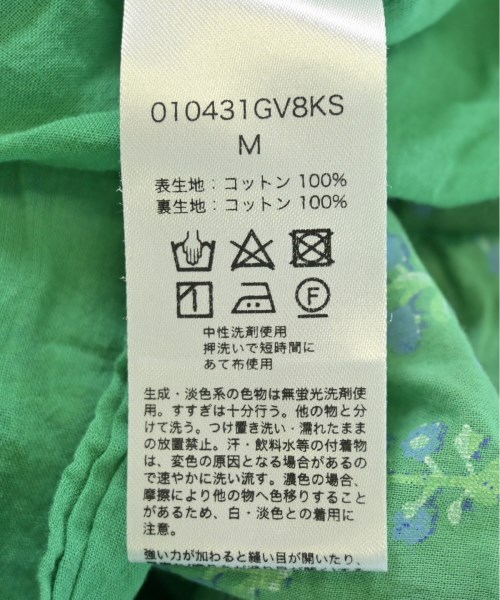 010431GV8KS
M
表生地：コットン 100%
裏生地：コットン 100%
F
中性洗剤使用
押洗いで短時間に
あて布使用
生成・淡色系の色物は無蛍光洗剤使
用。すすぎは十分行う。他の物と分
けて洗う。つけ置き洗い・濡れたまま
の放置禁止。汗・飲料水等の付着物
は、変色の原因となる場合があるの
で速やかに洗い流す。濃色の場合、
摩擦により他の物へ色移りすること
があるため、白・淡色との着用に
注意。
強い力が加わると縫い目が開いたり、